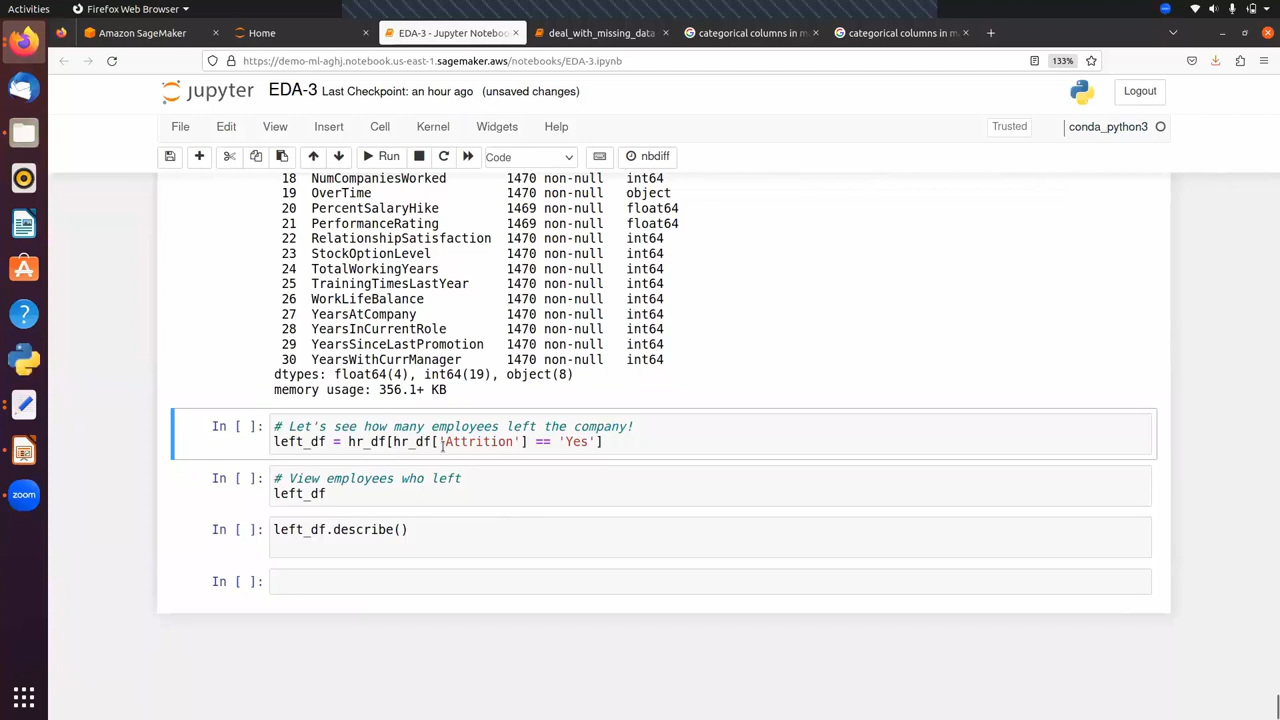 Activities
Firefox Web Browser
Amazon SageMaker
Home
EDA-3 - Jupyter Noteboo
deal_with_missing_data
categorical columns in m
categorical columns in m
https://demo-ml-aghj.notebook.us-east-1.sagemaker.aws/notebooks/EDA-3.ipynb
133%
jupyter
EDA-3 Last Checkpoint: an hour ago (unsaved changes)
Logout
File Edit View Insert Cell Kernel Widgets Help
Trusted
conda_python3
Run
Code
nbdiff
18 NumCompaniesWorked 1470 non-null int64
19 OverTime 1470 non-null object
20 PercentSalaryHike 1469 non-null float64
21 PerformanceRating 1469 non-null float64
22 RelationshipSatisfaction 1470 non-null int64
23 StockOptionLevel 1470 non-null int64
24 TotalWorkingYears 1470 non-null int64
25 TrainingTimesLastYear 1470 non-null int64
26 WorkLifeBalance 1470 non-null int64
27 YearsAtCompany 1470 non-null int64
28 YearsInCurrentRole 1470 non-null int64
29 YearsSinceLastPromotion 1470 non-null int64
30 YearsWithCurrManager 1470 non-null int64
dtypes: float64(4), int64(19), object(8)
memory usage: 356.1+ KB
In [ ]: # Let's see how many employees left the company!
left_df = hr_df[hr_df['Attrition'] == 'Yes']
In [ ]: # View employees who left
left_df
In [ ]: left_df.describe()
In [ ]:
zoom